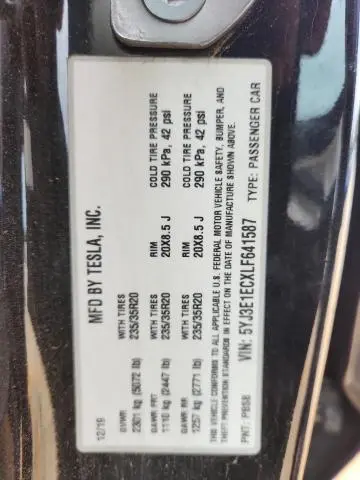 MFD BY TESLA, INC.
12/19
GVWR WITH TIRES RIM COLD TIRE PRESSURE
2301 kg (5072 lb) 235/35R20 20X8.5 J 290 kPa, 42 psi
GAWR FRT WITH TIRES RIM COLD TIRE PRESSURE
1110 kg (2447 lb) 235/35R20 20X8.5 J 290 kPa, 42 psi
GAWR RR
1257 kg (2771 lb)
THIS VEHICLE CONFORMS TO ALL APPLICABLE U.S. FEDERAL MOTOR VEHICLE SAFETY, BUMPER, AND
THEFT PREVENTION STANDARDS IN EFFECT ON THE DATE OF MANUFACTURE SHOWN ABOVE.
VIN: 5YJ3E1ECXLF641587 TYPE: PASSENGER CAR
PNT: PBSB